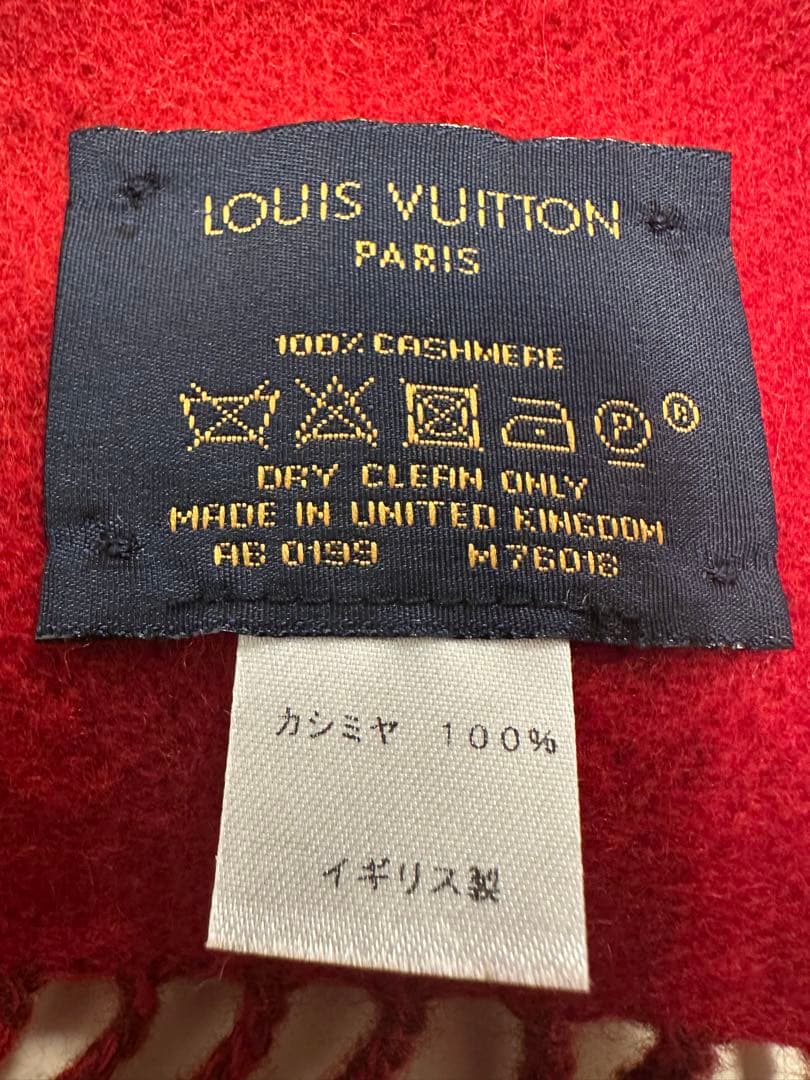 LOUIS VUITTON
PARIS
100% CASHMERE
P ®
DRY CLEAN ONLY
MADE IN UNITED KINGDOM
AB 0199 M76018
カシミヤ 100%
イギリス製